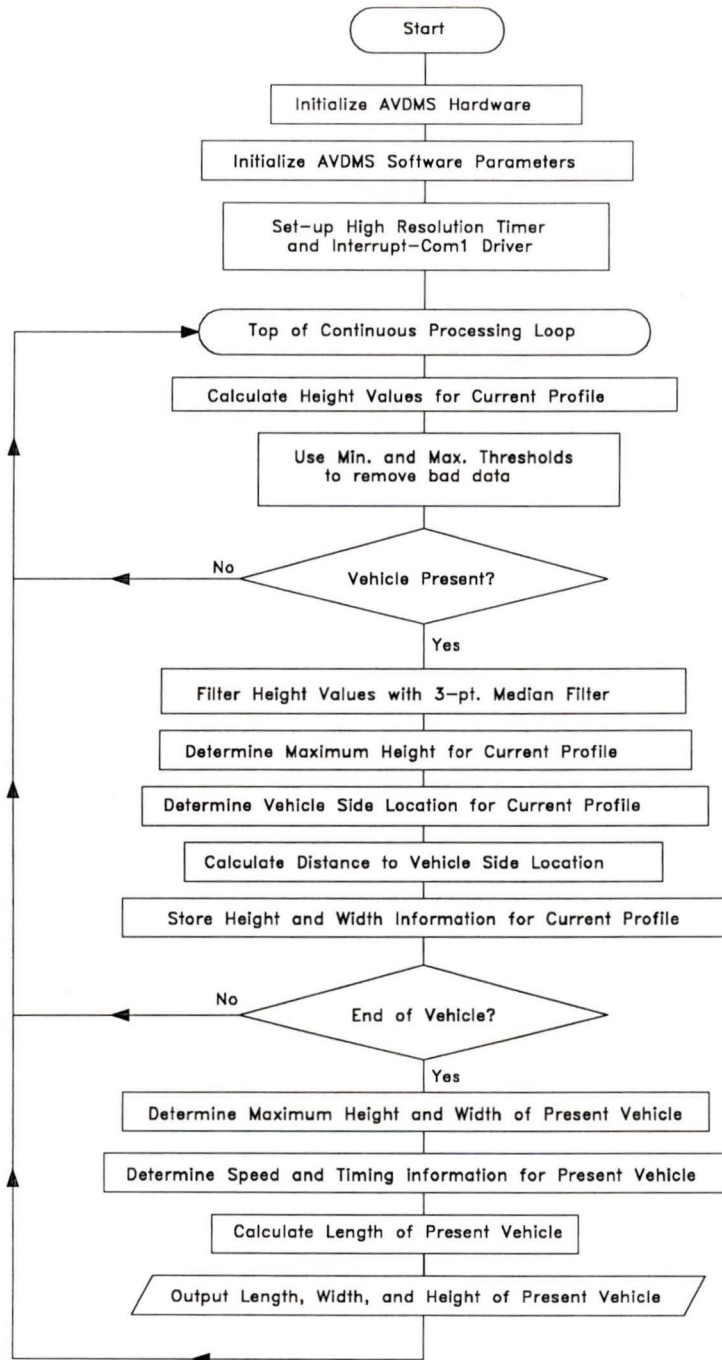 Start
Initialize AVDMS Hardware
Initialize AVDMS Software Parameters
Set-up High Resolution Timer
and Interrupt-Com1 Driver
Top of Continuous Processing Loop
Calculate Height Values for Current Profile
Use Min. and Max. Thresholds
to remove bad data
No
Vehicle Present?
Yes
Filter Height Values with 3-pt. Median Filter
Determine Maximum Height for Current Profile
Determine Vehicle Side Location for Current Profile
Calculate Distance to Vehicle Side Location
Store Height and Width Information for Current Profile
No
End of Vehicle?
Yes
Determine Maximum Height and Width of Present Vehicle
Determine Speed and Timing information for Present Vehicle
Calculate Length of Present Vehicle
Output Length, Width, and Height of Present Vehicle